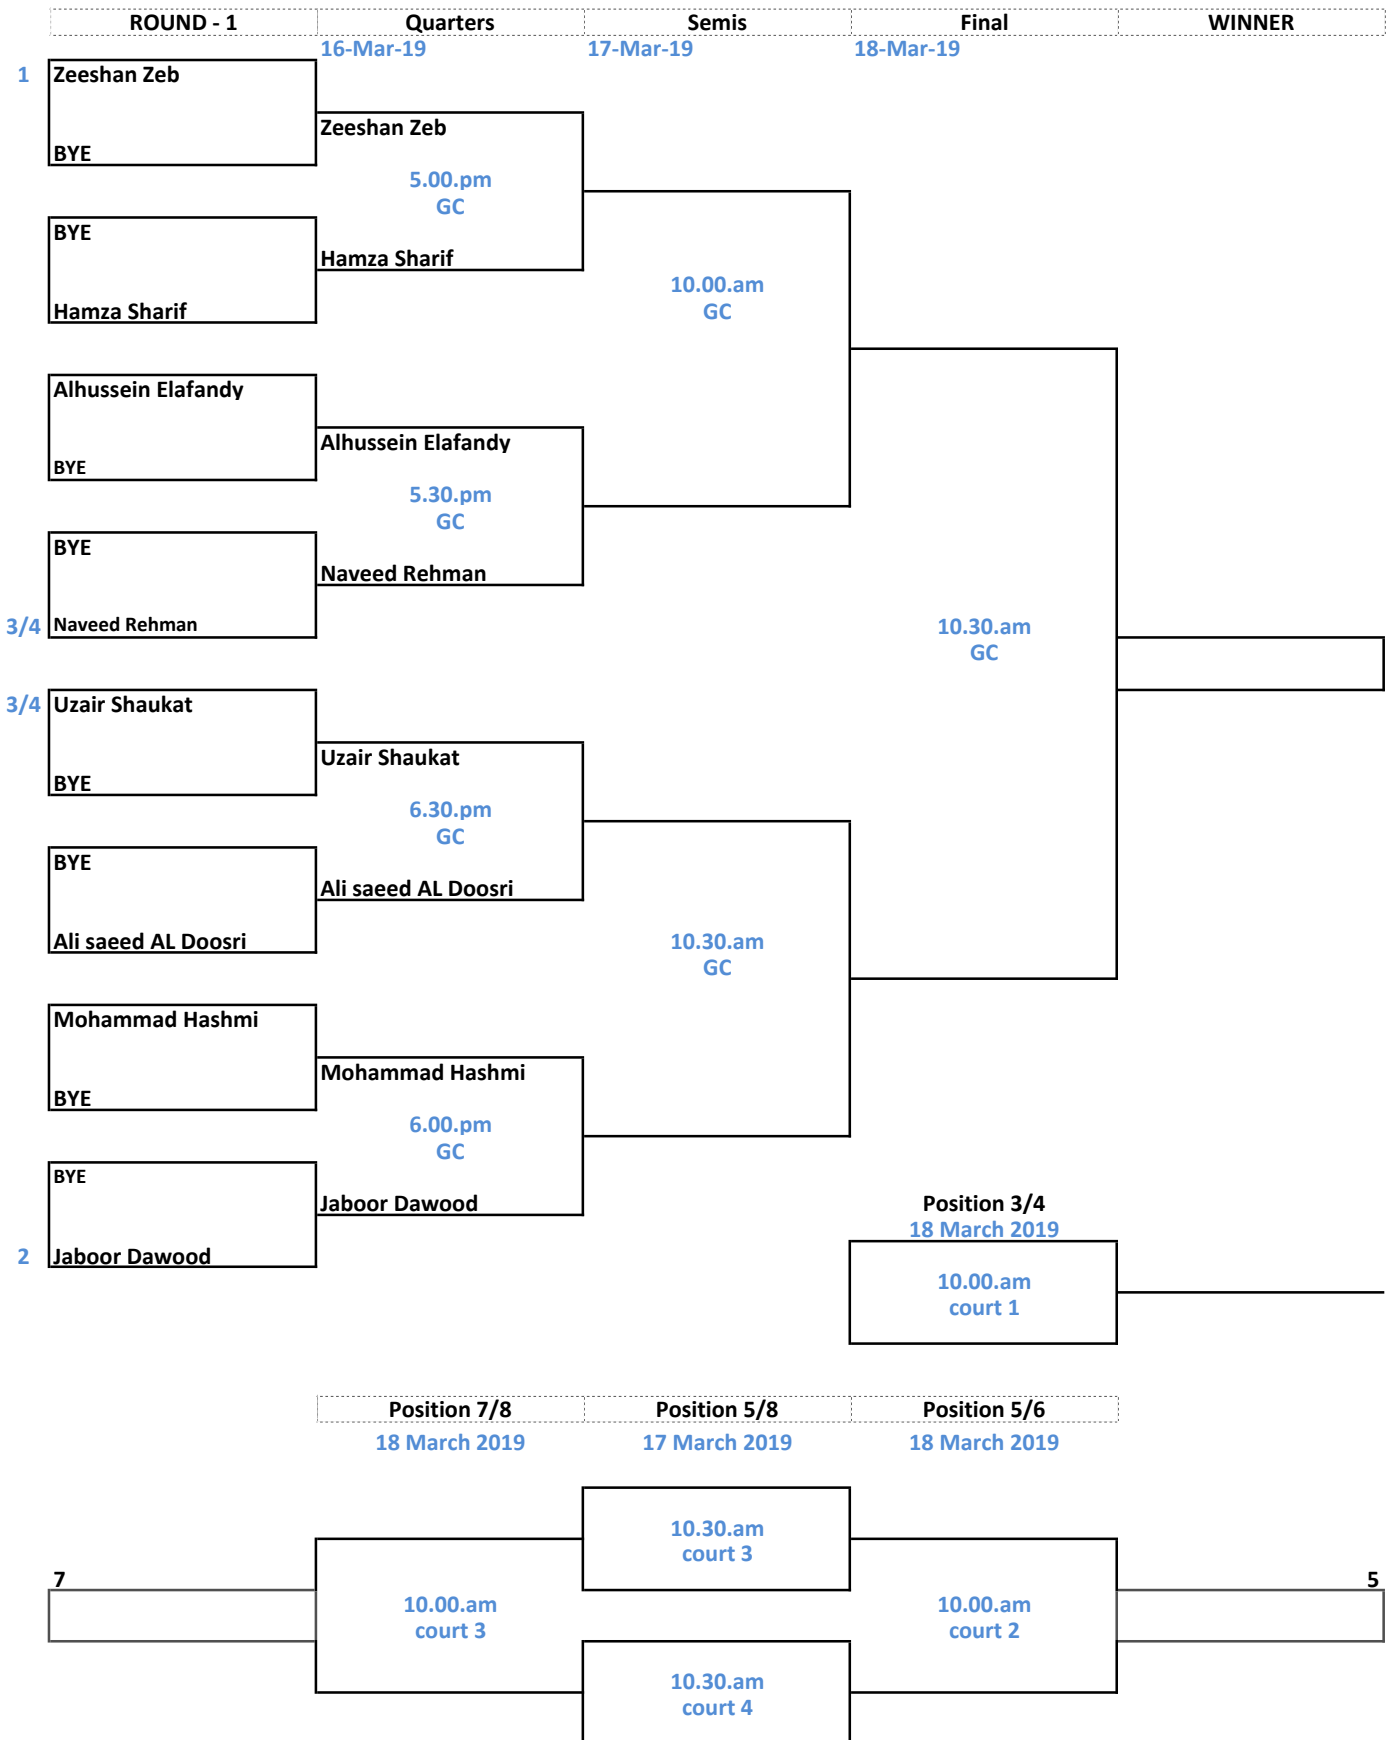 ROUND - 1 Quarters Semis Final WINNER
16-Mar-19 17-Mar-19 18-Mar-19
1 Zeeshan Zeb
Zeeshan Zeb
BYE
5.00.pm
GC
BYE
Hamza Sharif
10.00.am
Hamza Sharif GC
Alhussein Elafandy
Alhussein Elafandy
BYE
5.30.pm
GC
BYE
Naveed Rehman
3/4 Naveed Rehman 10.30.am
GC
3/4 Uzair Shaukat
Uzair Shaukat
BYE
6.30.pm
GC
BYE
Ali saeed AL Doosri
Ali saeed AL Doosri 10.30.am
GC
Mohammad Hashmi
Mohammad Hashmi
BYE
6.00.pm
GC
BYE
Jaboor Dawood Position 3/4
18 March 2019
2 Jaboor Dawood
10.00.am
court 1
Position 7/8 Position 5/8 Position 5/6
18 March 2019 17 March 2019 18 March 2019
10.30.am
court 3
7 5
10.00.am 10.00.am
court 3 court 2
10.30.am
court 4